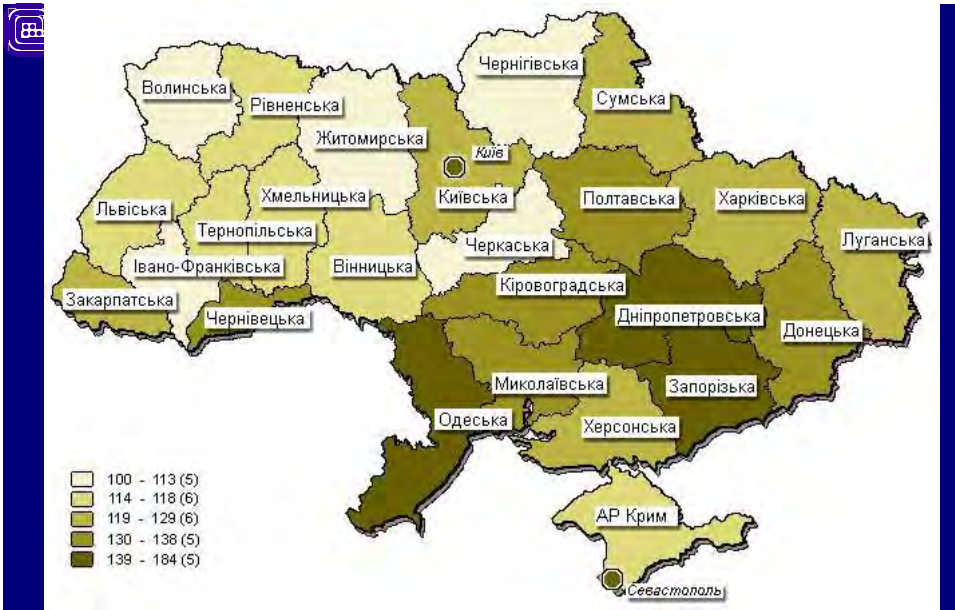 Чернігівська
Волинська
Сумська
Рівненська
Житомирська
Київ
Хмельницька
Київська
Полтавська
Харківська
Львіська
Тернопільська
Черкаська
Луганська
Івано-Франківська
Вінницька
Кіровоградська
Закарпатська
Чернівецька
Дніпропетровська
Донецька
Миколаївська
Запорізька
Одеська
Херсонська
100 - 113 (5)
114 - 118 (6)
119 - 129 (6)
130 - 138 (5)
139 - 184 (5)
АР Крим
Севастополь